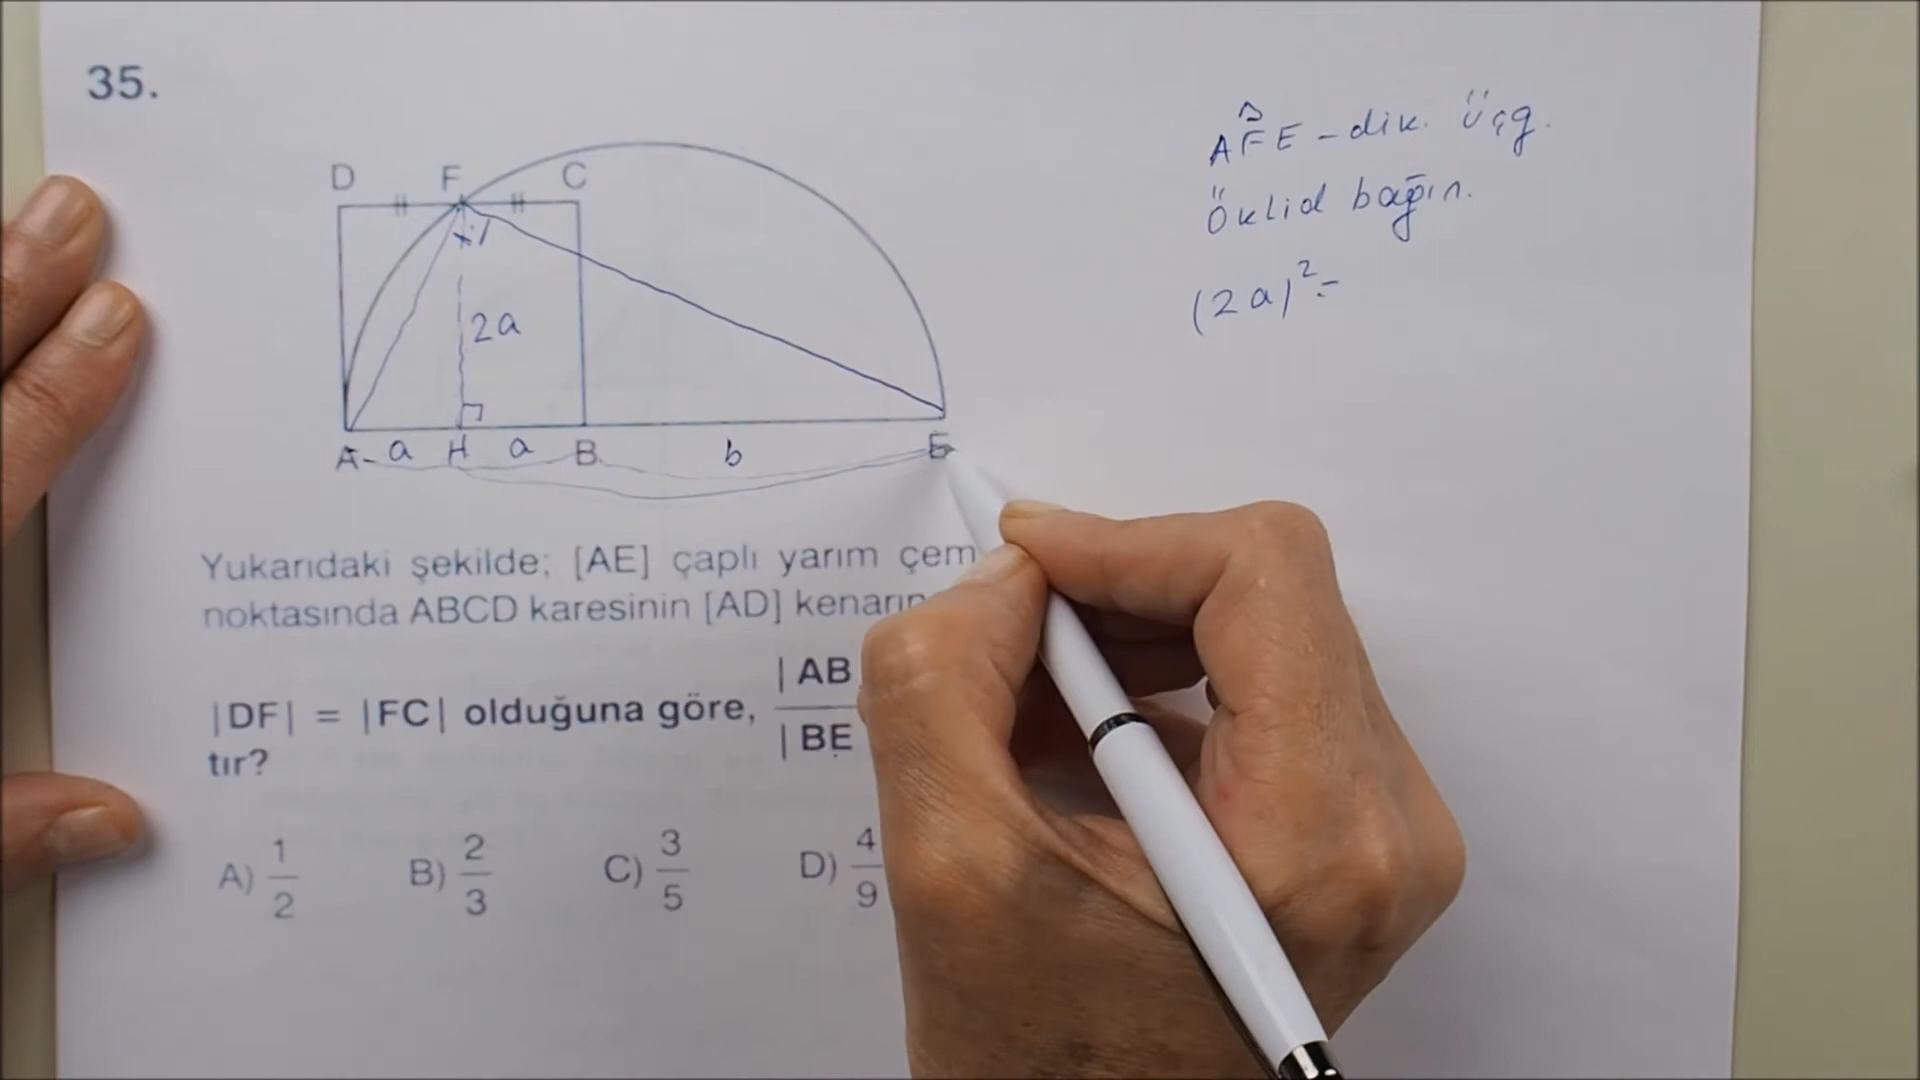 35.
D F C
2a
A a H a B b E
AFE - dik. üçg.
Öklid bağın.
(2a)² =
Yukarıdaki şekilde; [AE] çaplı yarım çem
noktasında ABCD karesinin [AD] kenarın
|DF| = |FC| olduğuna göre, |AB / |BE
tır?
A) 1/2 B) 2/3 C) 3/5 D) 4/9